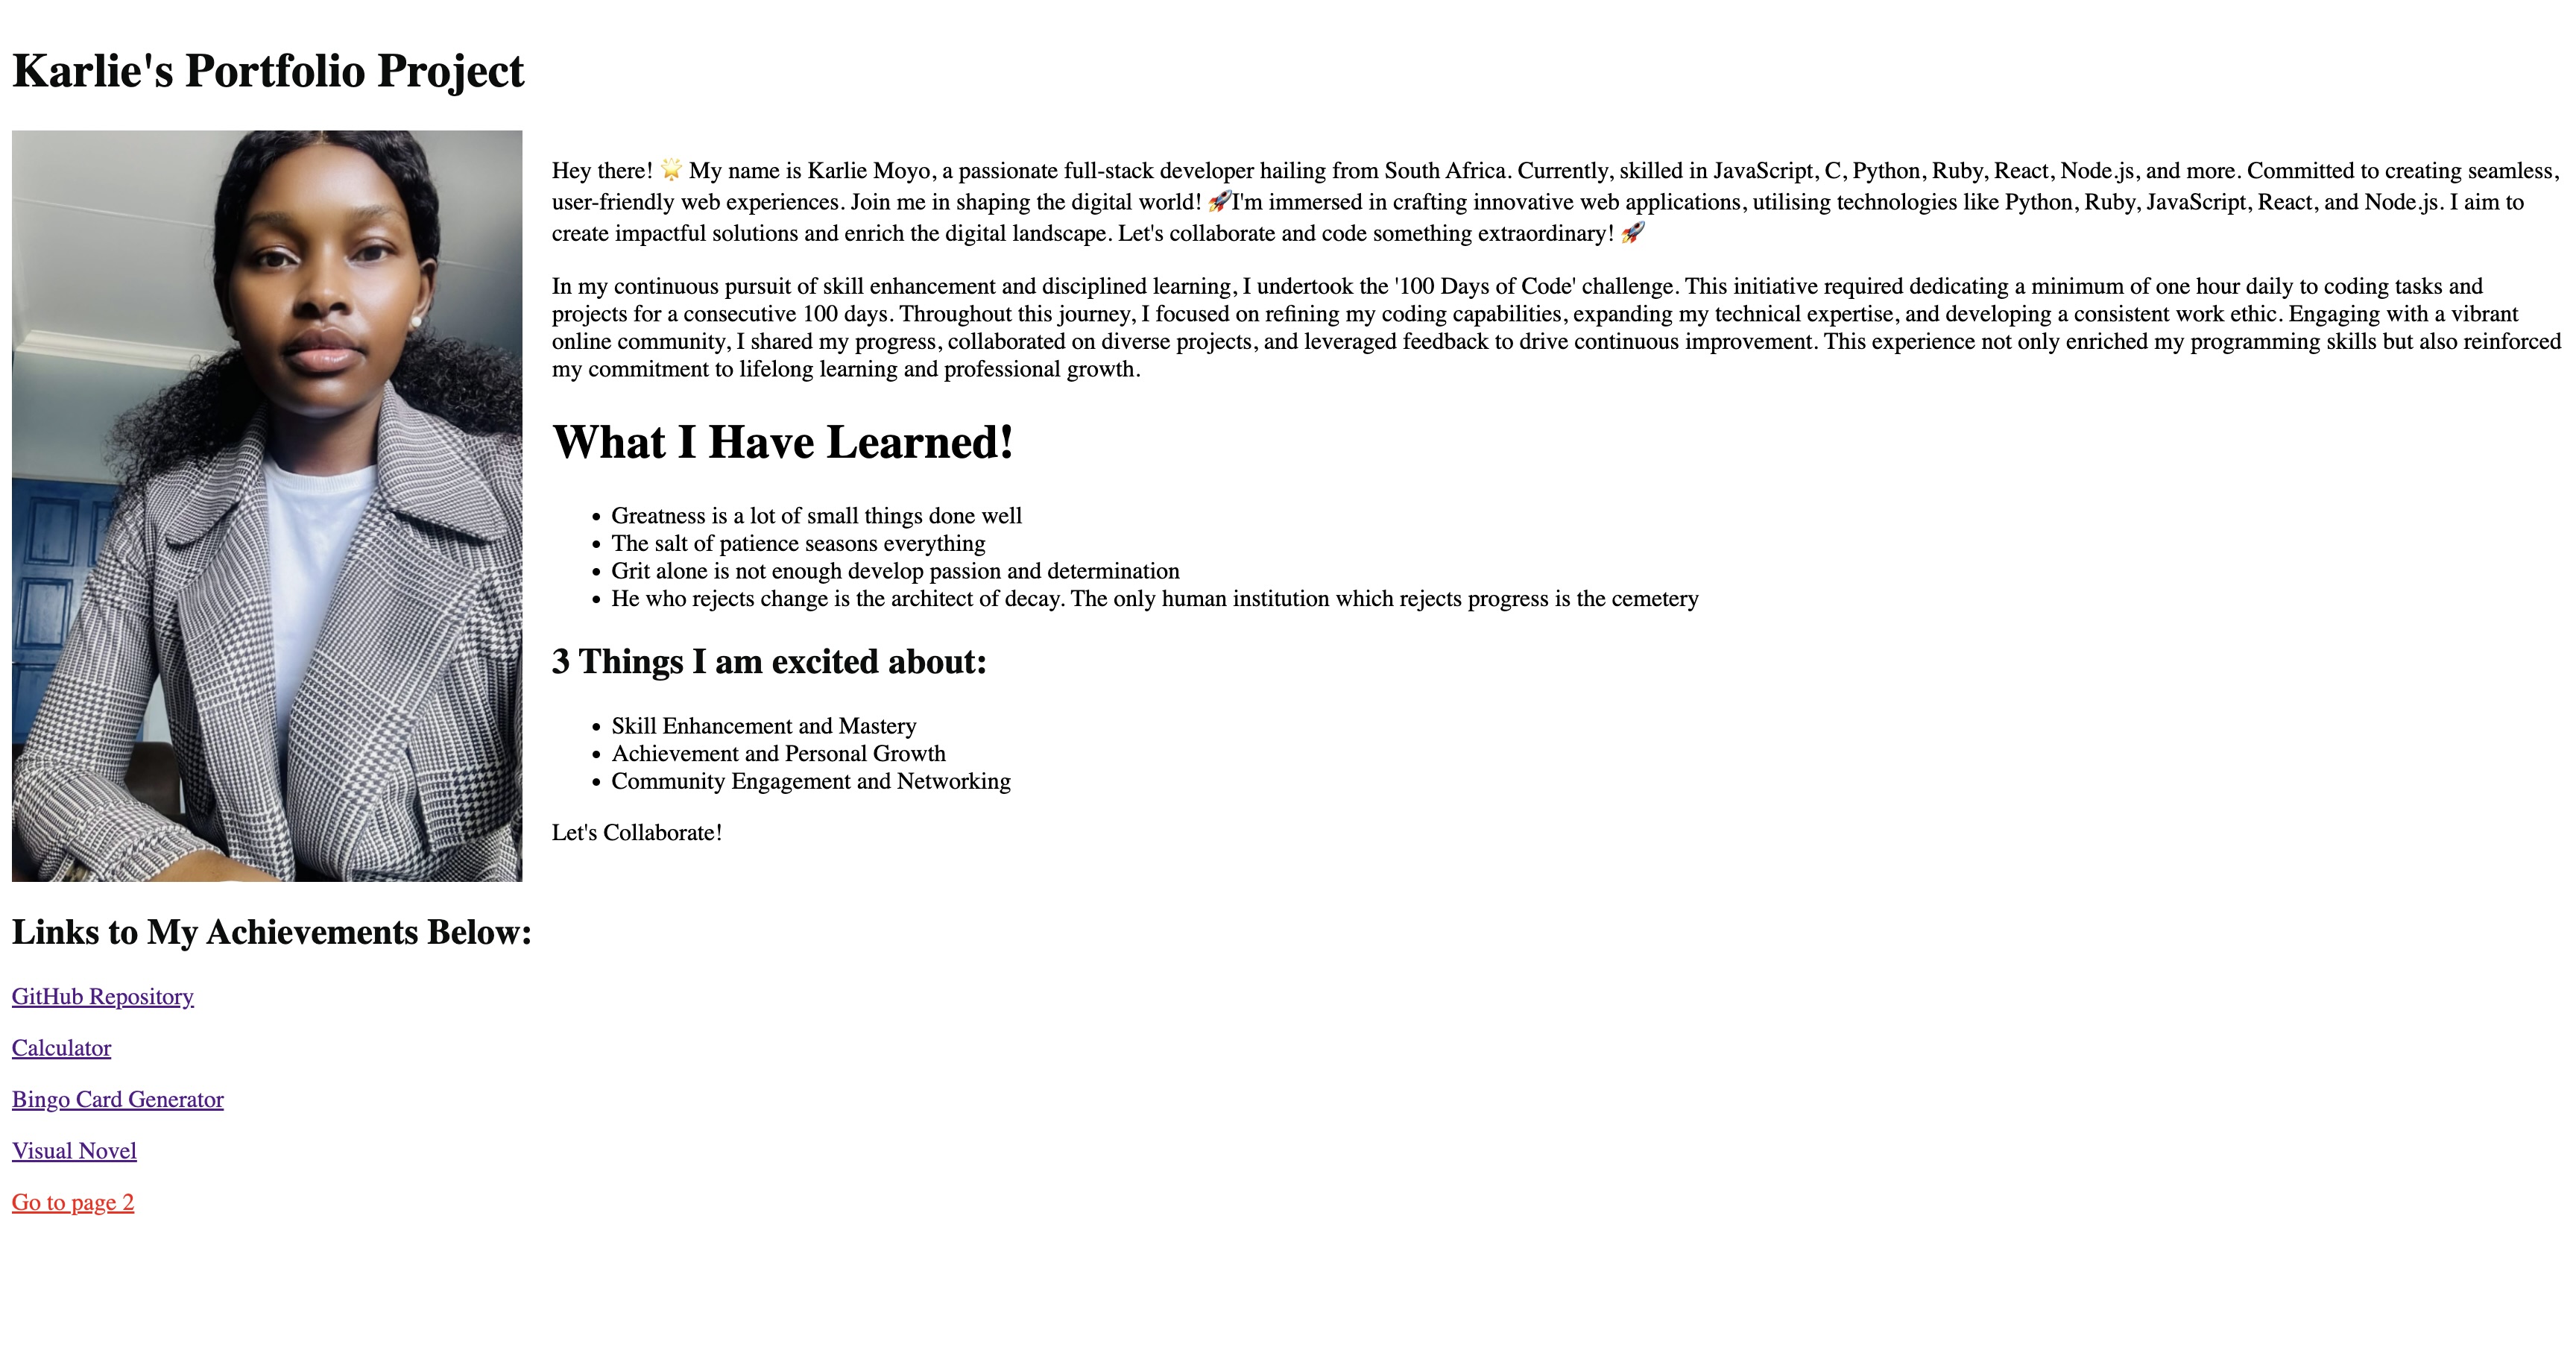 Karlie's Portfolio Project
Hey there! 🌟 My name is Karlie Moyo, a passionate full-stack developer hailing from South Africa. Currently, skilled in JavaScript, C, Python, Ruby, React, Node.js, and more. Committed to creating seamless,
user-friendly web experiences. Join me in shaping the digital world! 🚀I'm immersed in crafting innovative web applications, utilising technologies like Python, Ruby, JavaScript, React, and Node.js. I aim to
create impactful solutions and enrich the digital landscape. Let's collaborate and code something extraordinary! 🚀
In my continuous pursuit of skill enhancement and disciplined learning, I undertook the '100 Days of Code' challenge. This initiative required dedicating a minimum of one hour daily to coding tasks and
projects for a consecutive 100 days. Throughout this journey, I focused on refining my coding capabilities, expanding my technical expertise, and developing a consistent work ethic. Engaging with a vibrant
online community, I shared my progress, collaborated on diverse projects, and leveraged feedback to drive continuous improvement. This experience not only enriched my programming skills but also reinforced
my commitment to lifelong learning and professional growth.
What I Have Learned!
• Greatness is a lot of small things done well
• The salt of patience seasons everything
• Grit alone is not enough develop passion and determination
• He who rejects change is the architect of decay. The only human institution which rejects progress is the cemetery
3 Things I am excited about:
• Skill Enhancement and Mastery
• Achievement and Personal Growth
• Community Engagement and Networking
Let's Collaborate!
Links to My Achievements Below:
GitHub Repository
Calculator
Bingo Card Generator
Visual Novel
Go to page 2